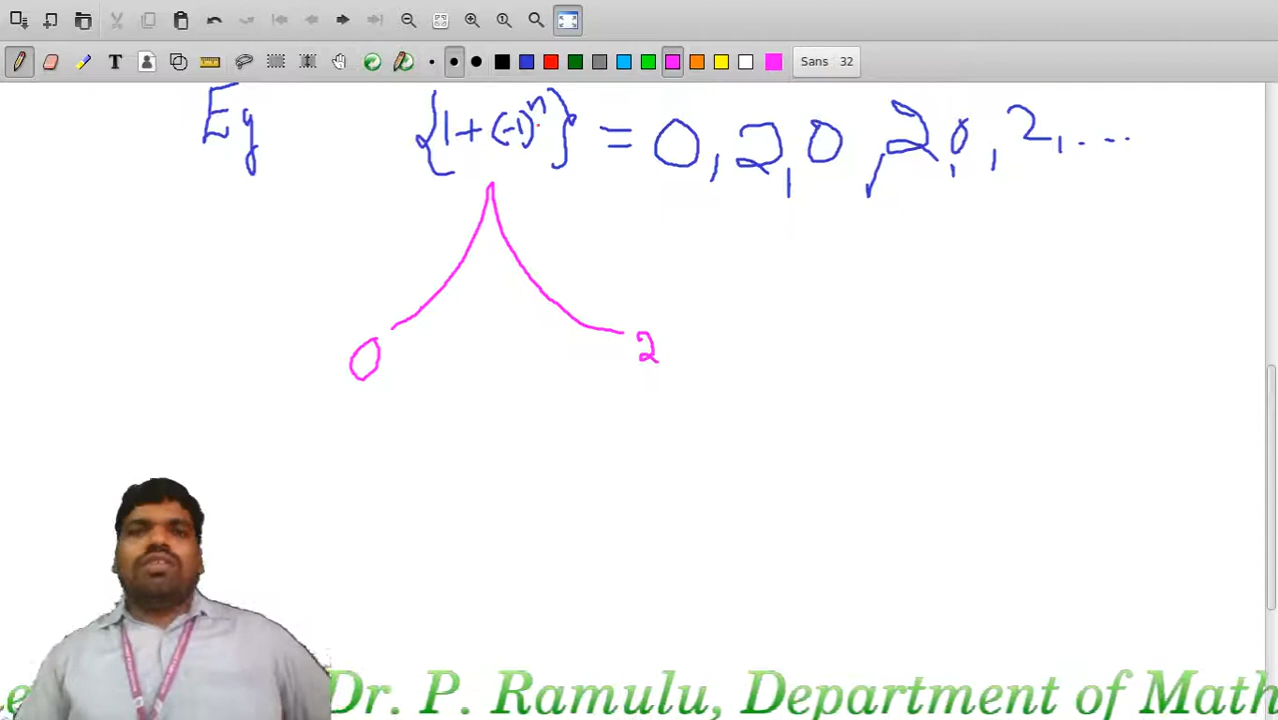 Sans 32
Eg {1+(-1)ⁿ} = 0, 2, 0, 2, 0, 2, ...
0 2
Dr. P. Ramulu, Department of Math